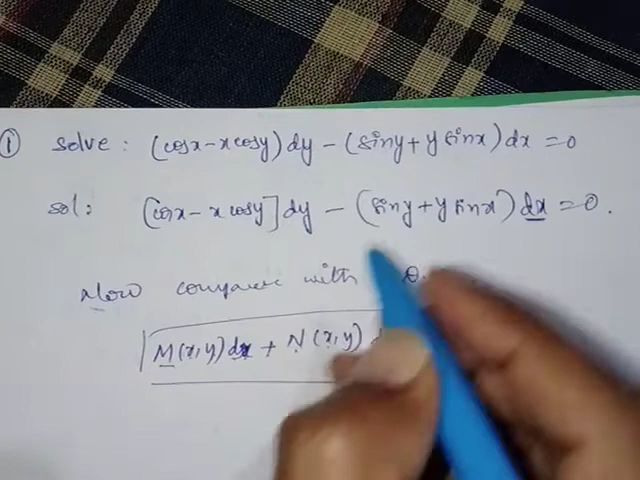 ① Solve : (cosx - x cosy) dy - (siny + y sinx) dx = 0
Sol : [cosx - x cosy] dy - (siny + y sinx) dx = 0 .
Now compare with
M(x,y) dx + N(x,y)